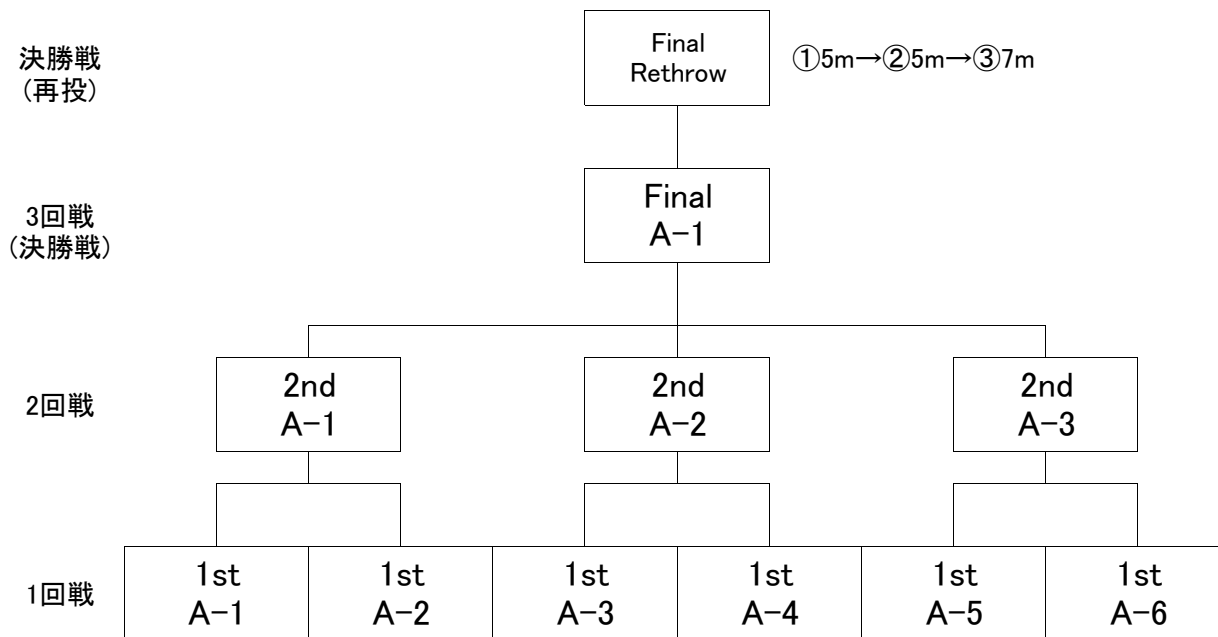 決勝戦
(再投)
Final
Rethrow
①5m→②5m→③7m
3回戦
(決勝戦)
Final
A-1
2回戦
2nd
A-1
2nd
A-2
2nd
A-3
1回戦
1st
A-1
1st
A-2
1st
A-3
1st
A-4
1st
A-5
1st
A-6